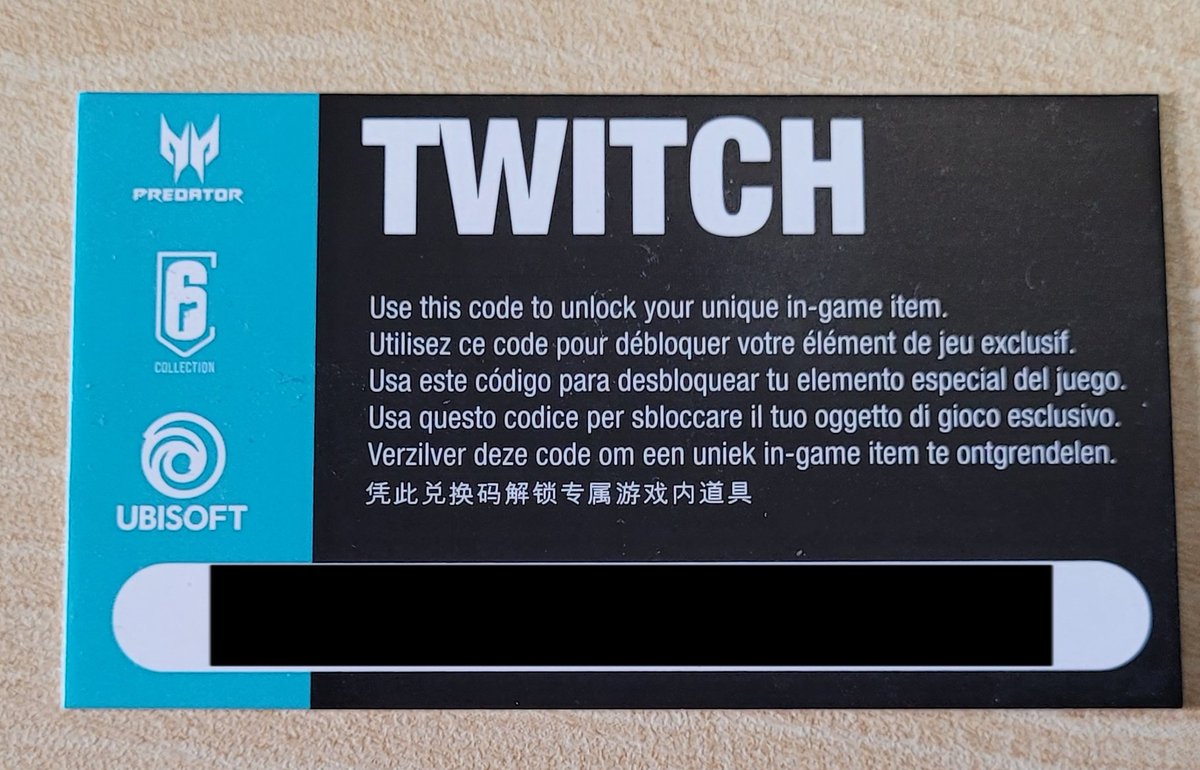 PREDATOR
6
COLLECTION
UBISOFT
TWITCH
Use this code to unlock your unique in-game item.
Utilisez ce code pour débloquer votre élément de jeu exclusif.
Usa este código para desbloquear tu elemento especial del juego.
Usa questo codice per sbloccare il tuo oggetto di gioco esclusivo.
Verzilver deze code om een uniek in-game item te ontgrendelen.
凭此兑换码解锁专属游戏内道具